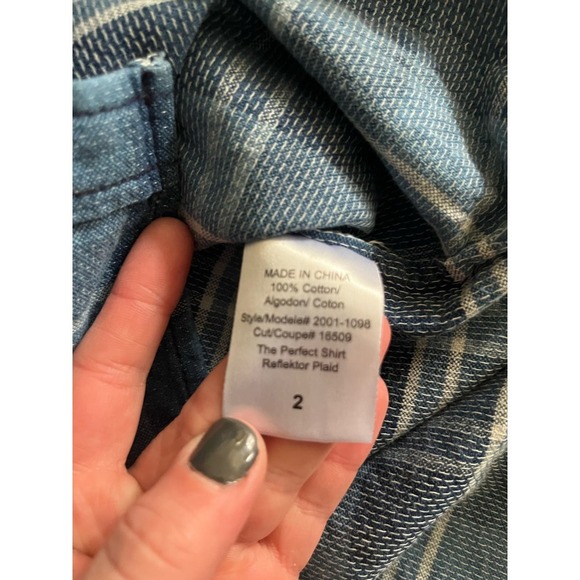 MADE IN CHINA
100% Cotton/
Algodon/ Coton
Style/Modele# 2001-1098
Cut/Coupe# 16509
The Perfect Shirt
Reflektor Plaid
2